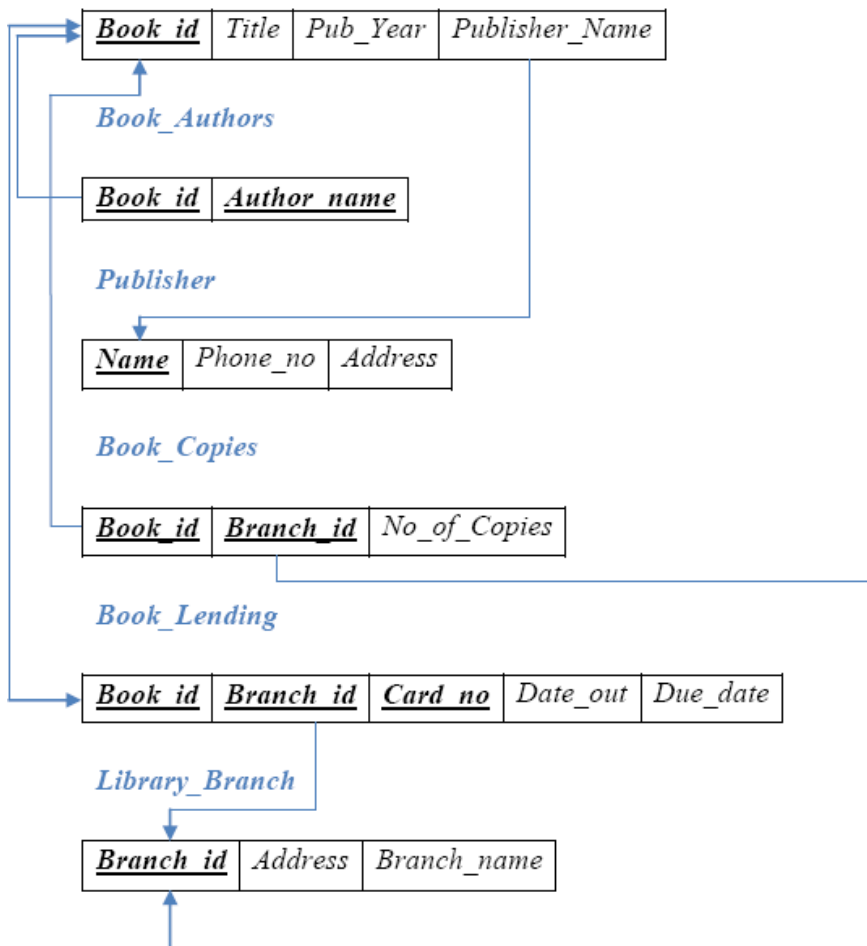 Book_id Title Pub_Year Publisher_Name
Book_Authors
Book_id Author_name
Publisher
Name Phone_no Address
Book_Copies
Book_id Branch_id No_of_Copies
Book_Lending
Book_id Branch_id Card_no Date_out Due_date
Library_Branch
Branch_id Address Branch_name